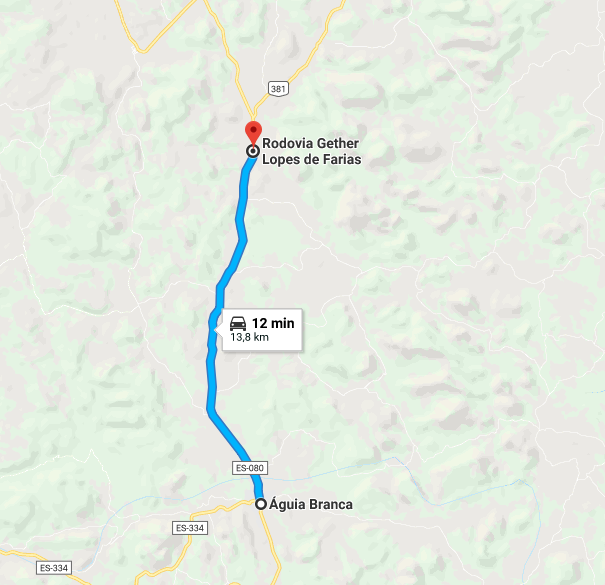 381
Rodovia Gether
Lopes de Farias
12 min
13,8 km
ES-080
Águia Branca
ES-334
ES-334